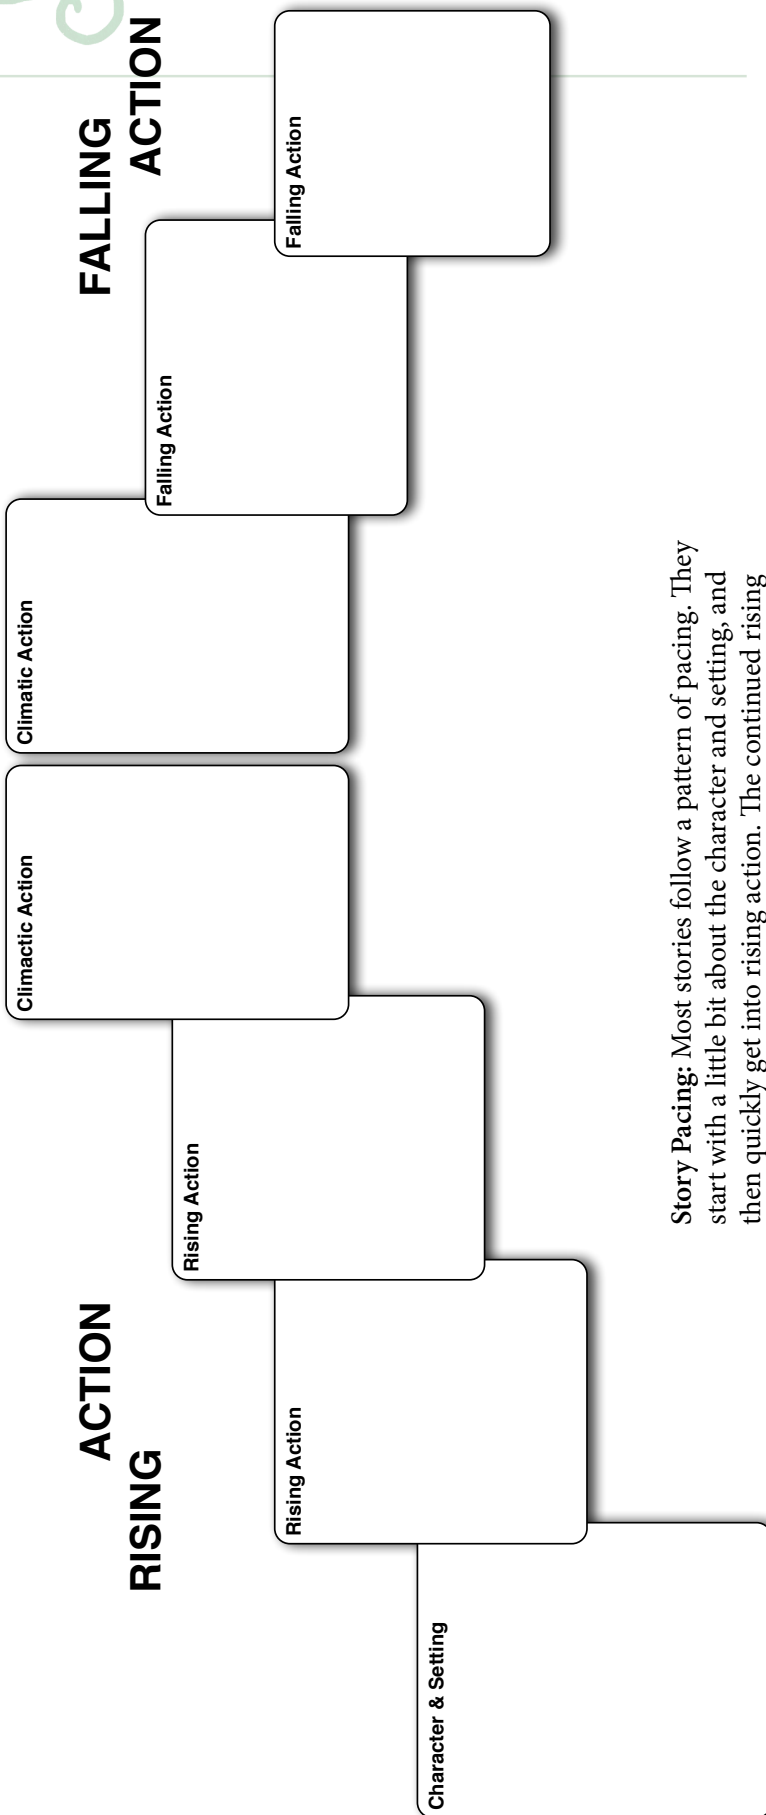 RISING
ACTION
FALLING
ACTION
Character & Setting
Rising Action
Rising Action
Climactic Action
Climatic Action
Falling Action
Falling Action
Story Pacing: Most stories follow a pattern of pacing. They
start with a little bit about the character and setting, and
then quickly get into rising action. The continued rising